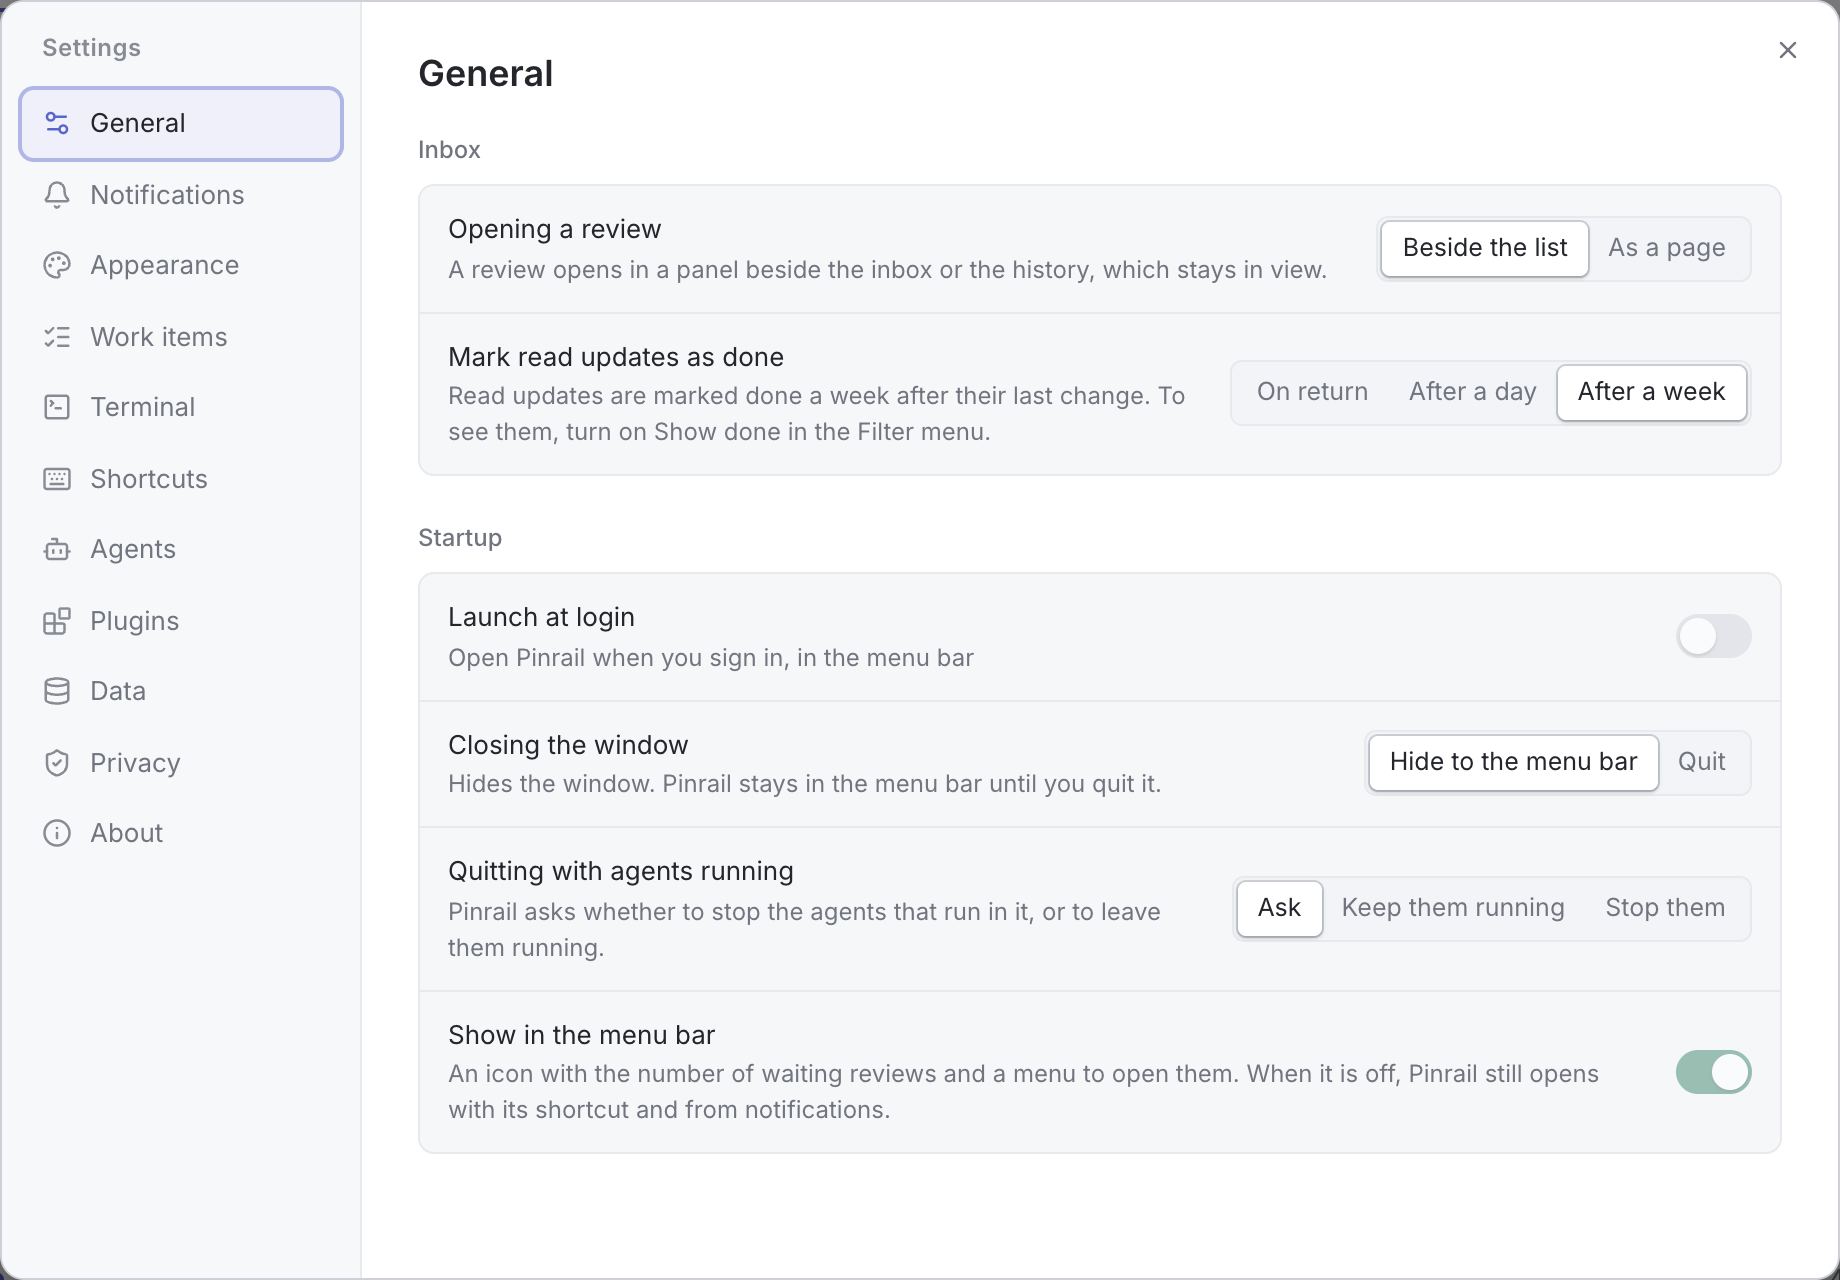 Settings
General
Notifications
Appearance
Work items
Terminal
Shortcuts
Agents
Plugins
Data
Privacy
About
General
Inbox
Opening a review
A review opens in a panel beside the inbox or the history, which stays in view.
Beside the list
As a page
Mark read updates as done
Read updates are marked done a week after their last change. To
see them, turn on Show done in the Filter menu.
On return
After a day
After a week
Startup
Launch at login
Open Pinrail when you sign in, in the menu bar
Closing the window
Hides the window. Pinrail stays in the menu bar until you quit it.
Hide to the menu bar
Quit
Quitting with agents running
Pinrail asks whether to stop the agents that run in it, or to leave
them running.
Ask
Keep them running
Stop them
Show in the menu bar
An icon with the number of waiting reviews and a menu to open them. When it is off, Pinrail still opens
with its shortcut and from notifications.